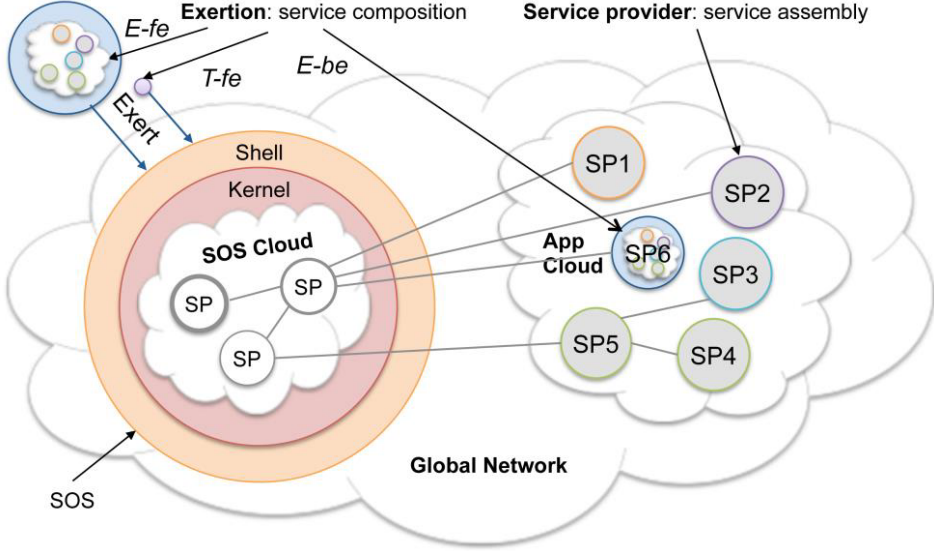 Exertion: service composition
Service provider: service assembly
E-fe
T-fe
E-be
Exert
Shell
Kernel
SOS Cloud
SP
SP
SP
App
Cloud
SP1
SP2
SP6
SP3
SP5
SP4
Global Network
SOS